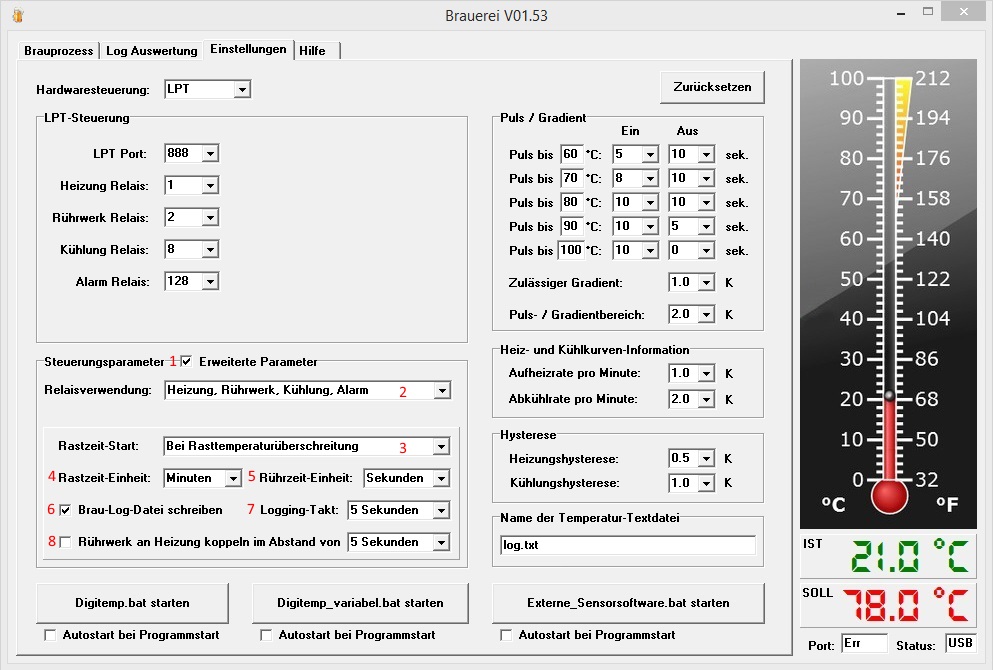 Brauerei V01.53
Brauprozess Log Auswertung Einstellungen Hilfe
Hardwaresteuerung: LPT
Zurücksetzen
LPT-Steuerung
LPT Port: 888
Heizung Relais: 1
Rührwerk Relais: 2
Kühlung Relais: 8
Alarm Relais: 128
Puls / Gradient
Ein Aus
Puls bis 60 °C: 5 10 sek.
Puls bis 70 °C: 8 10 sek.
Puls bis 80 °C: 10 10 sek.
Puls bis 90 °C: 10 5 sek.
Puls bis 100 °C: 10 0 sek.
Zulässiger Gradient: 1.0 K
Puls- / Gradientbereich: 2.0 K
Steuerungsparameter 1 Erweiterte Parameter
Relaisverwendung: Heizung, Rührwerk, Kühlung, Alarm 2
Rastzeit-Start: Bei Rasttemperaturüberschreitung 3
4 Rastzeit-Einheit: Minuten 5 Rührzeit-Einheit: Sekunden
6 Brau-Log-Datei schreiben 7 Logging-Takt: 5 Sekunden
8 Rührwerk an Heizung koppeln im Abstand von 5 Sekunden
Heiz- und Kühlkurven-Information
Aufheizrate pro Minute: 1.0 K
Abkühlrate pro Minute: 2.0 K
Hysterese
Heizungshysterese: 0.5 K
Kühlungshysterese: 1.0 K
Name der Temperatur-Textdatei
log.txt
Digitemp.bat starten
Autostart bei Programmstart
Digitemp_variabel.bat starten
Autostart bei Programmstart
Externe_Sensorsoftware.bat starten
Autostart bei Programmstart
100 212
90 194
80 176
70 158
60 140
50 122
40 104
30 86
20 68
10 50
0 32
°C °F
IST 21.0 °C
SOLL 78.0 °C
Port: Err Status: USB